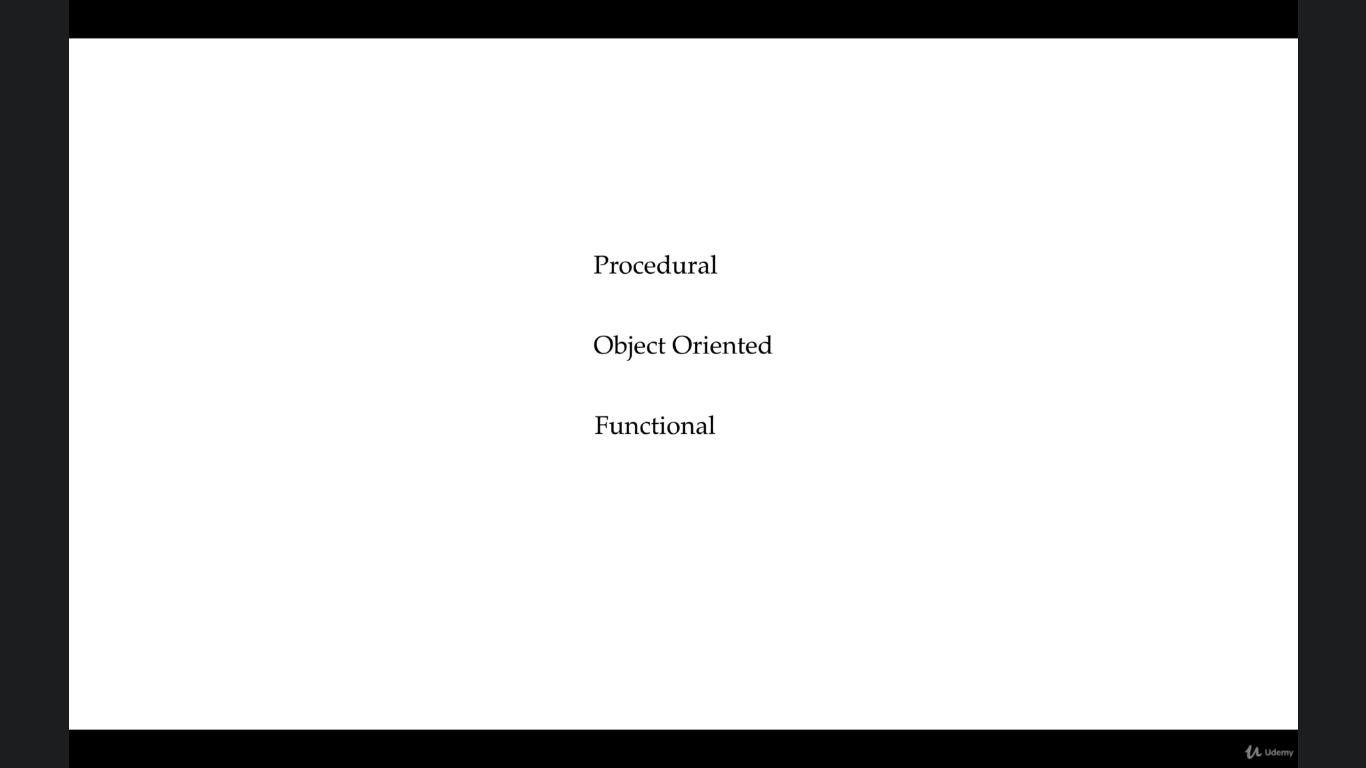 Procedural
Object Oriented
Functional
Udemy